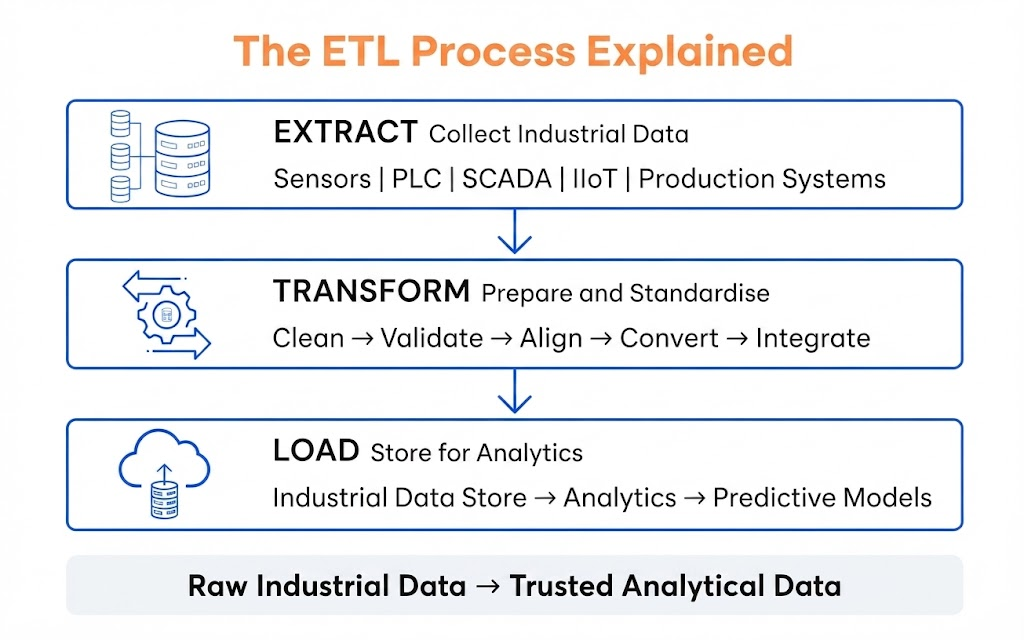 The ETL Process Explained
EXTRACT Collect Industrial Data
Sensors | PLC | SCADA | IIoT | Production Systems
TRANSFORM Prepare and Standardise
Clean → Validate → Align → Convert → Integrate
LOAD Store for Analytics
Industrial Data Store → Analytics → Predictive Models
Raw Industrial Data → Trusted Analytical Data